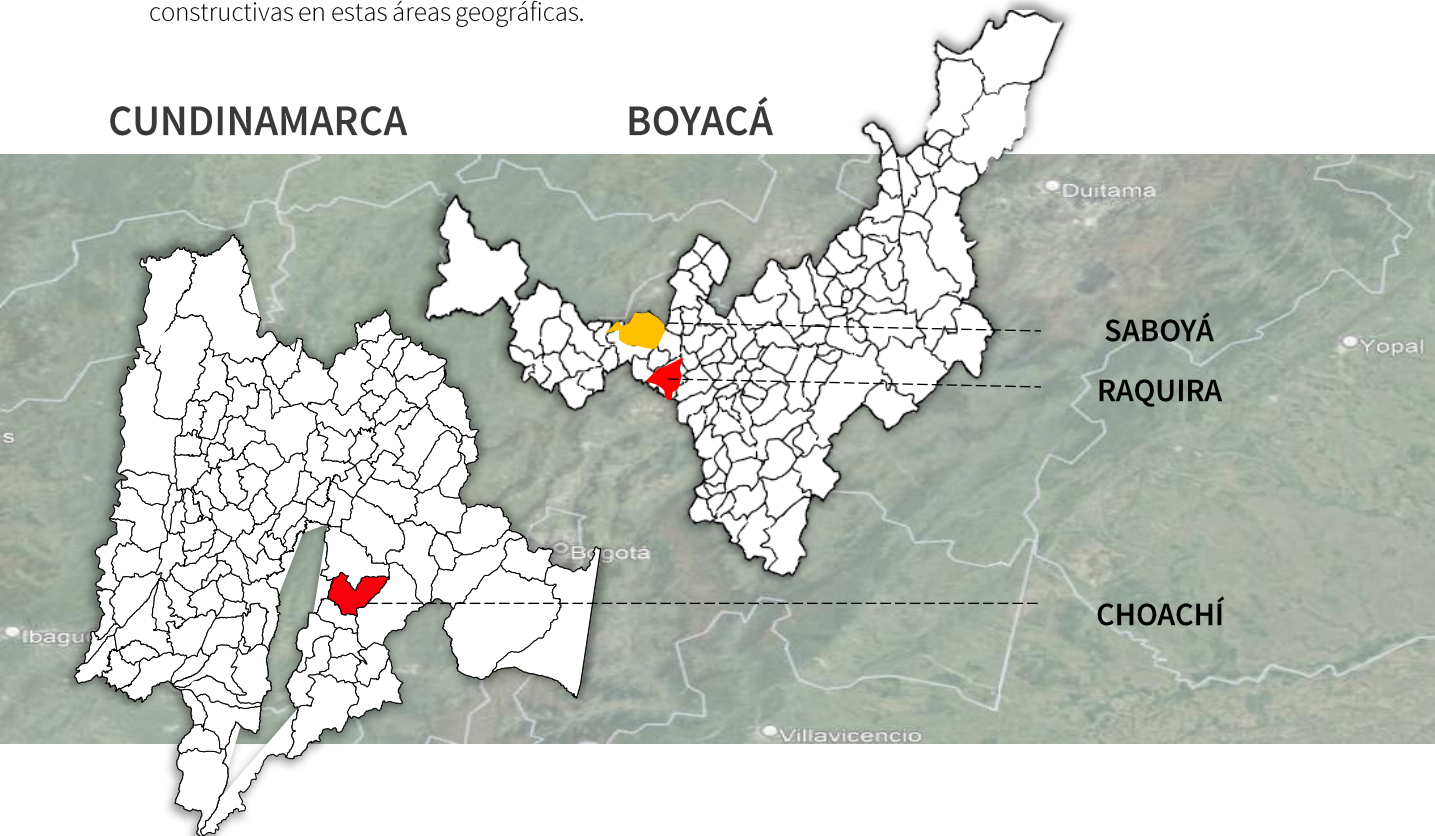 constructivas en estas áreas geográficas.
CUNDINAMARCA
BOYACÁ
Duitama
SABOYÁ
Yopal
RAQUIRA
s
Bogotá
CHOACHÍ
Ibagu
Villavicencio